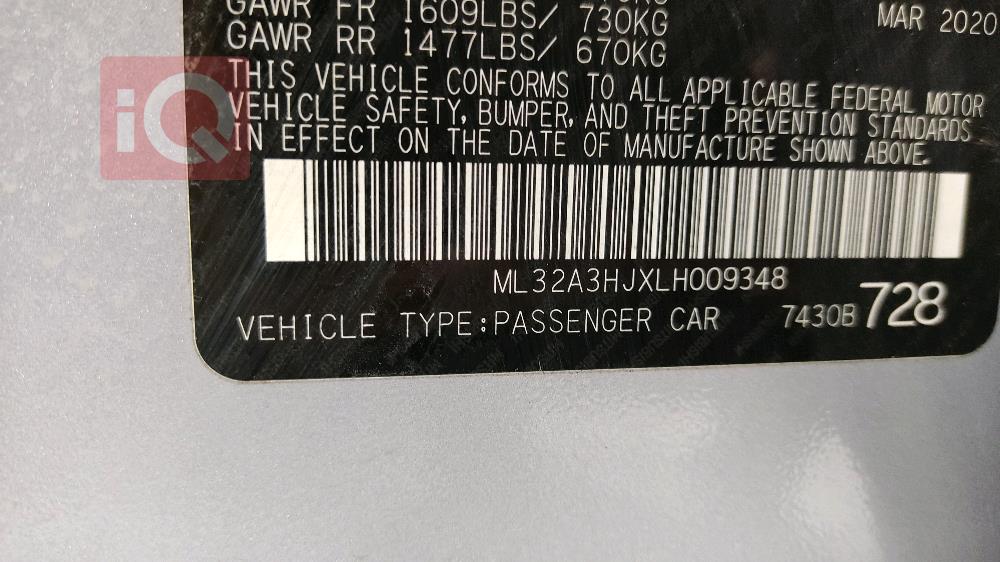 MAR 2020
GAWR FR 1609LBS/ 730KG
GAWR RR 1477LBS/ 670KG
THIS VEHICLE CONFORMS TO ALL APPLICABLE FEDERAL MOTOR
VEHICLE SAFETY, BUMPER, AND THEFT PREVENTION STANDARDS
IN EFFECT ON THE DATE OF MANUFACTURE SHOWN ABOVE.
iQ
ML32A3HJXLH009348
VEHICLE TYPE:PASSENGER CAR 7430B 728